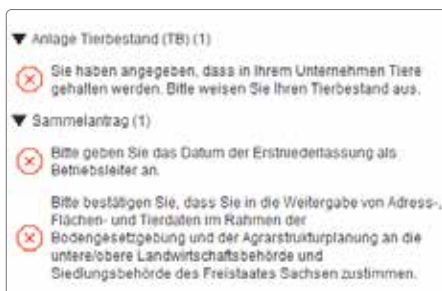 ▼ Anlage Tierbestand (TB) (1)
Sie haben angegeben, dass in Ihrem Unternehmen Tiere
gehalten werden. Bitte weisen Sie Ihren Tierbestand aus.
▼ Sammelantrag (1)
Bitte geben Sie das Datum der Erstniederlassung als
Betriebsleiter an.
Bitte bestätigen Sie, dass Sie in die Weitergabe von Adress-,
Flächen- und Tierdaten im Rahmen der
Bodengesetzgebung und der Agrarstrukturplanung an die
untere/obere Landwirtschaftsbehörde und
Siedlungsbehörde des Freistaates Sachsen zustimmen.